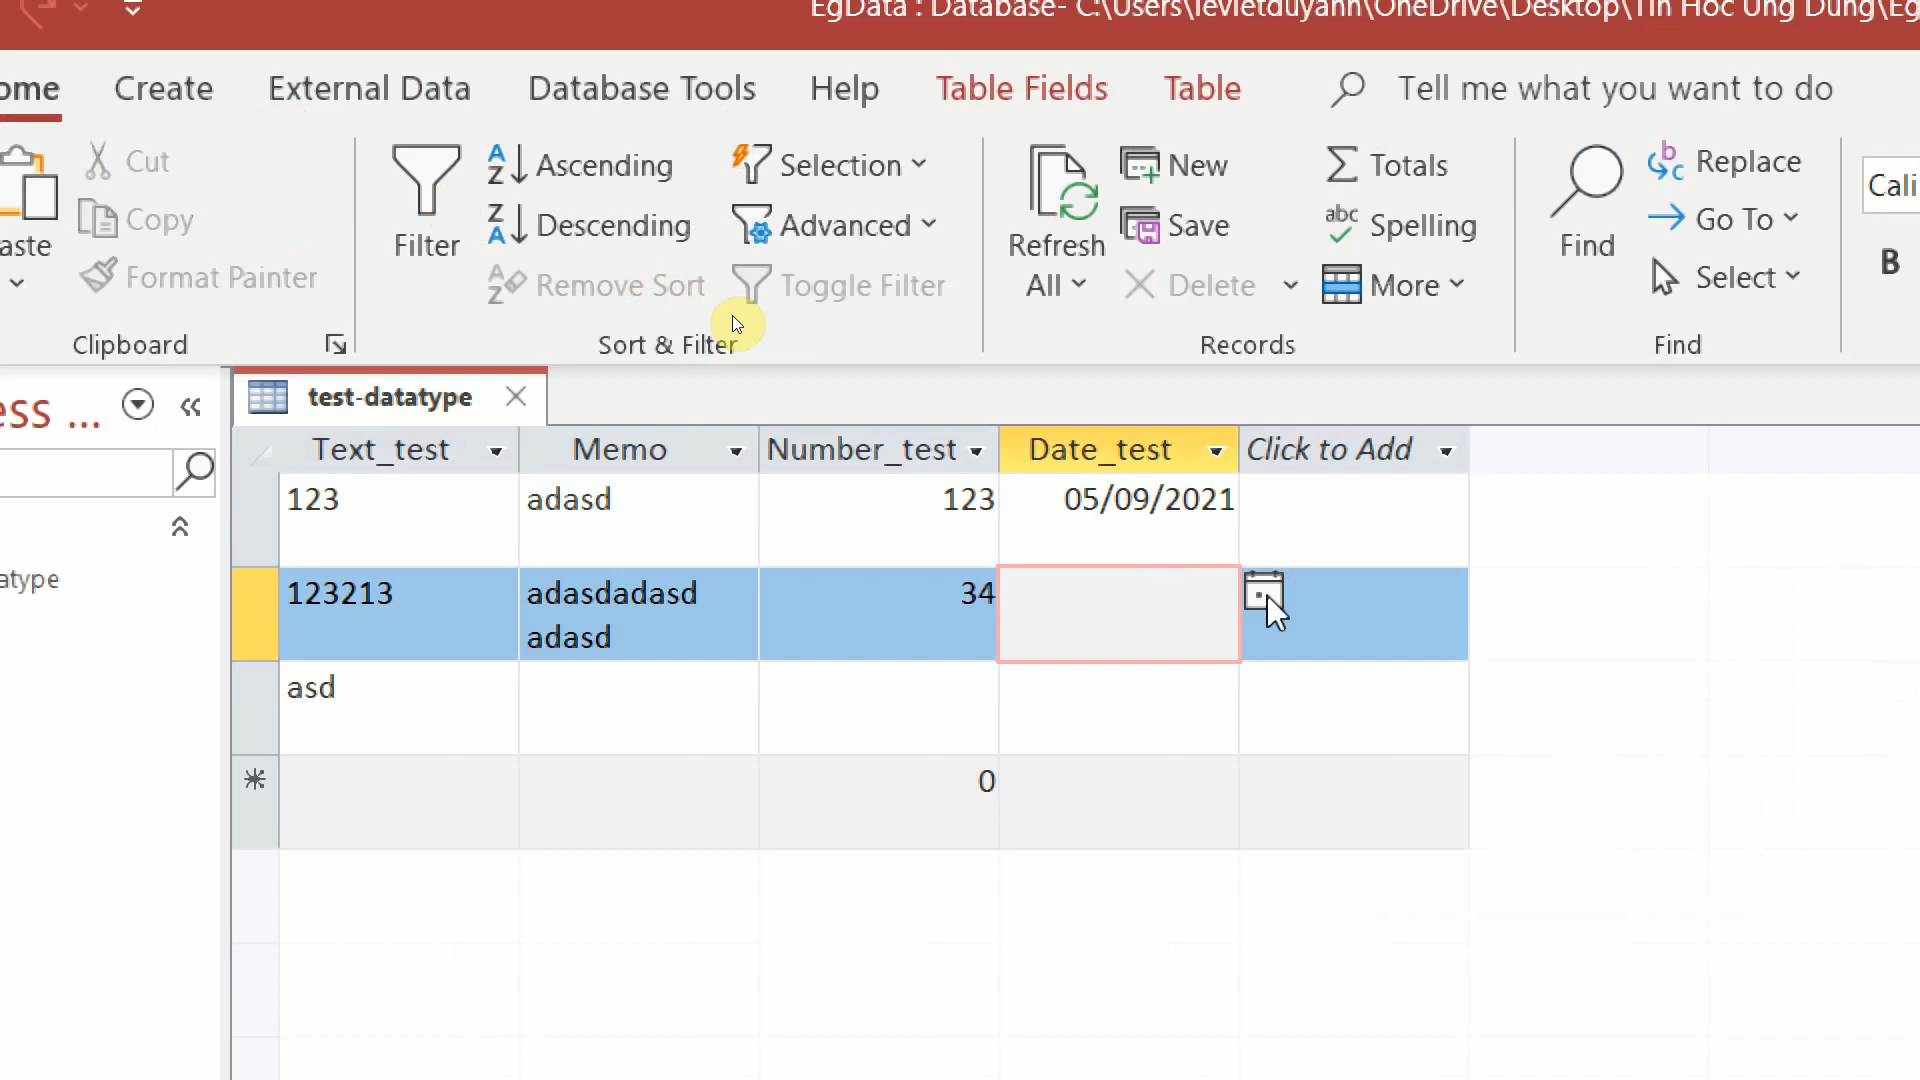 EgData : Database- C:\Users\levietduyanh\OneDrive\Desktop\Tin Hoc Ung Dung\Eg
ome Create External Data Database Tools Help Table Fields Table Tell me what you want to do
Cut
Copy
Format Painter
aste
Clipboard
Filter
Ascending
Descending
Remove Sort
Selection
Advanced
Toggle Filter
Sort & Filter
Refresh
All
New
Save
Delete
Totals
Spelling
More
Records
Find
Replace
Go To
Select
Find
Cali
B
ess ...
test-datatype
Text_test Memo Number_test Date_test Click to Add
123 adasd 123 05/09/2021
atype
123213 adasdadasd 34
adasd
asd
0